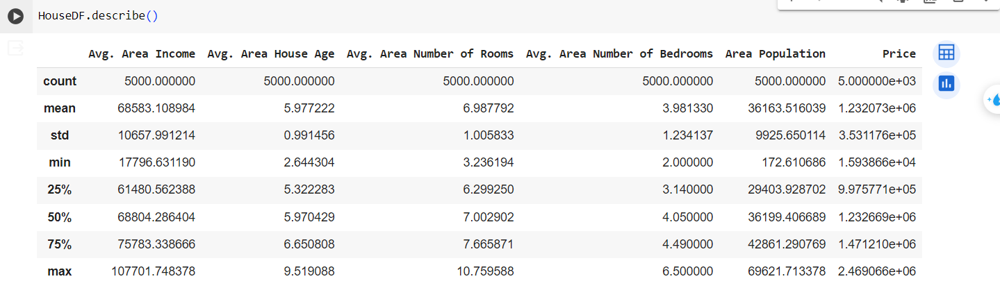 HouseDF.describe()
Avg. Area Income Avg. Area House Age Avg. Area Number of Rooms Avg. Area Number of Bedrooms Area Population Price
count 5000.000000 5000.000000 5000.000000 5000.000000 5000.000000 5.000000e+03
mean 68583.108984 5.977222 6.987792 3.981330 36163.516039 1.232073e+06
std 10657.991214 0.991456 1.005833 1.234137 9925.650114 3.531176e+05
min 17796.631190 2.644304 3.236194 2.000000 172.610686 1.593866e+04
25% 61480.562388 5.322283 6.299250 3.140000 29403.928702 9.975771e+05
50% 68804.286404 5.970429 7.002902 4.050000 36199.406689 1.232669e+06
75% 75783.338666 6.650808 7.665871 4.490000 42861.290769 1.471210e+06
max 107701.748378 9.519088 10.759588 6.500000 69621.713378 2.469066e+06